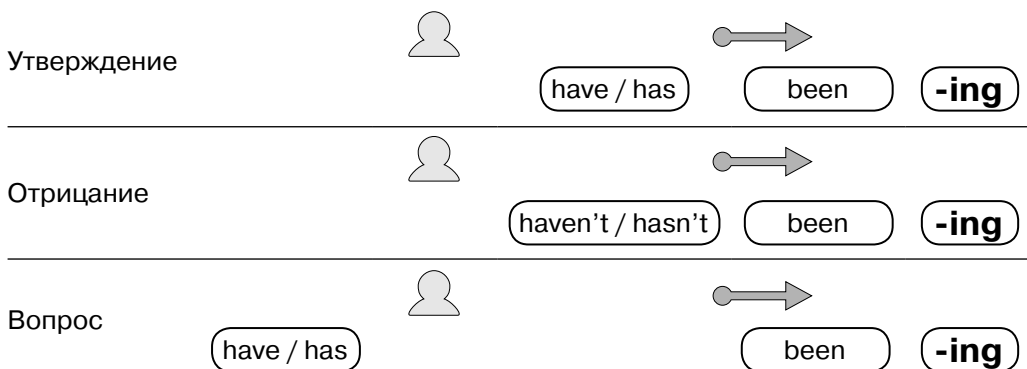 Утверждение
have / has been -ing
Отрицание
haven't / hasn't been -ing
Вопрос
have / has been -ing